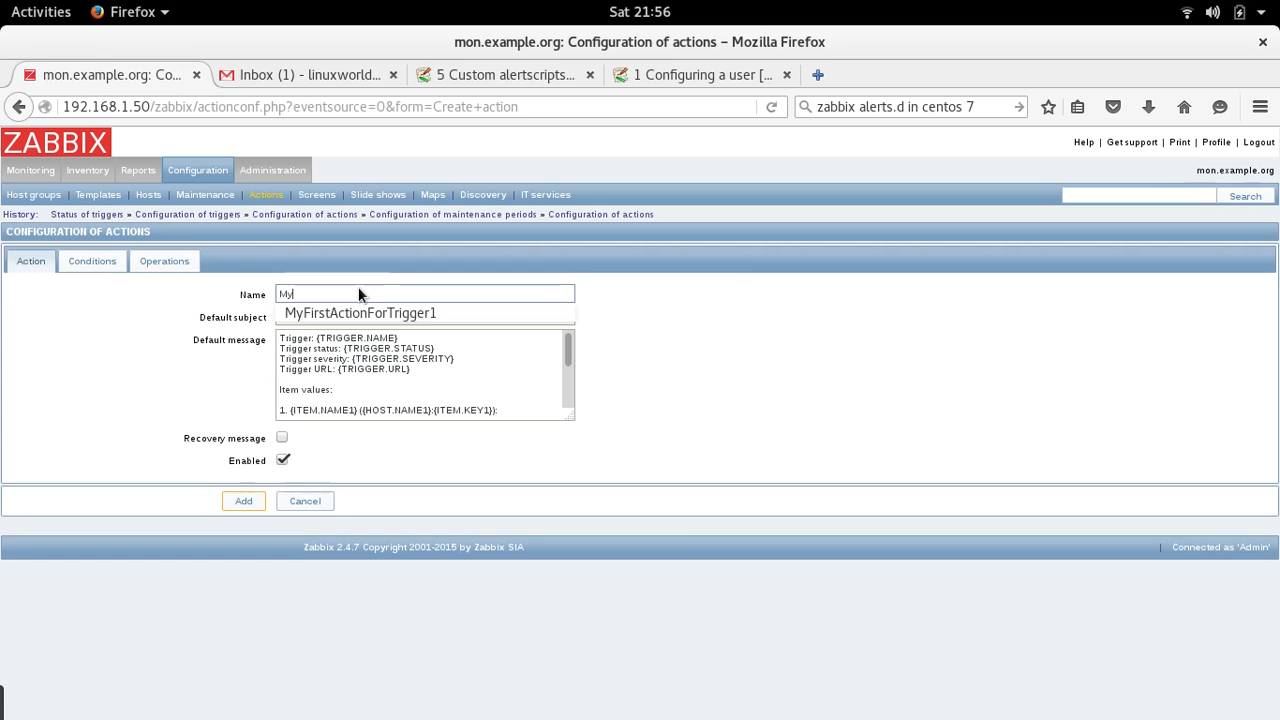 Activities Firefox Sat 21:56
mon.example.org: Configuration of actions – Mozilla Firefox
mon.example.org: Co... Inbox (1) - linuxworld... 5 Custom alertscripts... 1 Configuring a user [...
192.168.1.50/zabbix/actionconf.php?eventsource=0&form=Create+action zabbix alerts.d in centos 7
ZABBIX Help | Get support | Print | Profile | Logout
Monitoring Inventory Reports Configuration Administration mon.example.org
Host groups | Templates | Hosts | Maintenance | Actions | Screens | Slide shows | Maps | Discovery | IT services Search
History: Status of triggers » Configuration of triggers » Configuration of actions » Configuration of maintenance periods » Configuration of actions
CONFIGURATION OF ACTIONS
Action Conditions Operations
Name My
MyFirstActionForTrigger1
Default subject
Default message Trigger: {TRIGGER.NAME}
Trigger status: {TRIGGER.STATUS}
Trigger severity: {TRIGGER.SEVERITY}
Trigger URL: {TRIGGER.URL}
Item values:
1. {ITEM.NAME1} ({HOST.NAME1}:{ITEM.KEY1}):
Recovery message
Enabled
Add Cancel
Zabbix 2.4.7 Copyright 2001-2015 by Zabbix SIA | Connected as 'Admin'